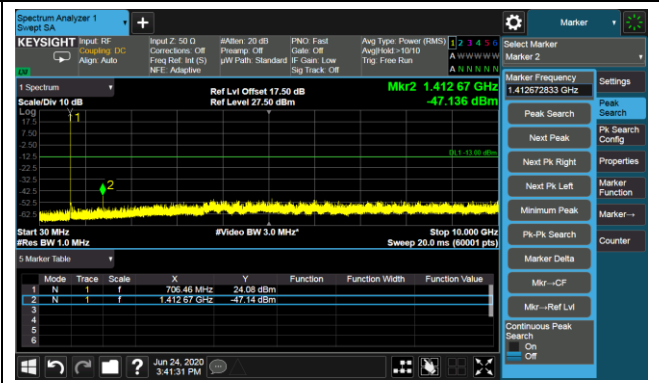 Spectrum Analyzer 1
Swept SA
+
Marker
KEYSIGHT
Input: RF
Coupling: DC
Align: Auto
Input Z: 50 Ω
Corrections: Off
Freq Ref: Int (S)
NFE: Adaptive
#Atten: 20 dB
Preamp: Off
µW Path: Standard
PNO: Fast
Gate: Off
IF Gain: Low
Sig Track: Off
Avg Type: Power (RMS)
Avg|Hold:>10/10
Trig: Free Run
1 2 3 4 5 6
A W W W W W
A N N N N N
Select Marker
Marker 2
1 Spectrum
Scale/Div 10 dB
Log
Ref Lvl Offset 17.50 dB
Ref Level 27.50 dBm
Mkr2 1.412 67 GHz
-47.136 dBm
17.5
7.50
-2.50
-12.5
-22.5
-32.5
-42.5
-52.5
-62.5
1
2
DL1 -13.00 dBm
Start 30 MHz
#Res BW 1.0 MHz
#Video BW 3.0 MHz*
Stop 10.000 GHz
Sweep 20.0 ms (60001 pts)
5 Marker Table
Mode Trace Scale X Y Function Function Width Function Value
1 N 1 f 706.46 MHz 24.08 dBm
2 N 1 f 1.412 67 GHz -47.14 dBm
3
4
5
6
Marker Frequency
1.412672833 GHz
Peak Search
Next Peak
Next Pk Right
Next Pk Left
Minimum Peak
Pk-Pk Search
Marker Delta
Mkr→CF
Mkr→Ref Lvl
Continuous Peak
Search
On
Off
Settings
Peak
Search
Pk Search
Config
Properties
Marker
Function
Marker→
Counter
?
Jun 24, 2020
3:41:31 PM